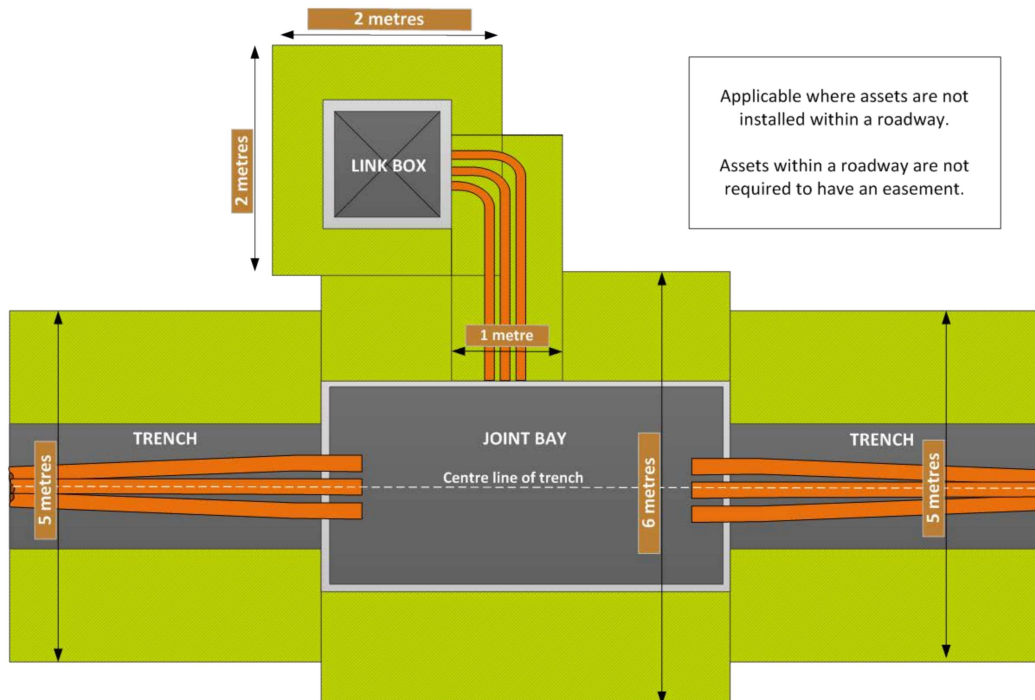 2 metres
2 metres
LINK BOX
Applicable where assets are not
installed within a roadway.
Assets within a roadway are not
required to have an easement.
1 metre
TRENCH
JOINT BAY
TRENCH
Centre line of trench
5 metres
6 metres
5 metres